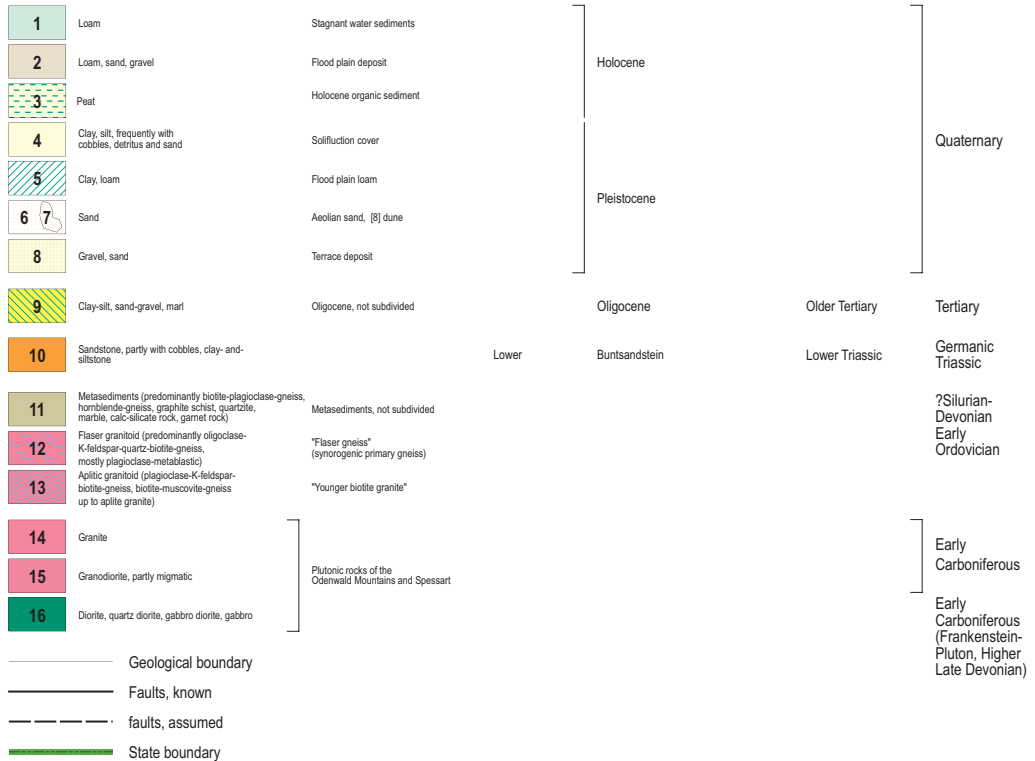 1 Loam Stagnant water sediments
2 Loam, sand, gravel Flood plain deposit Holocene
3 Peat Holocene organic sediment
4 Clay, silt, frequently with
cobbles, detritus and sand Solifluction cover Quaternary
5 Clay, loam Flood plain loam
Pleistocene
6 7 Sand Aeolian sand, [8] dune
8 Gravel, sand Terrace deposit
9 Clay-silt, sand-gravel, marl Oligocene, not subdivided Oligocene Older Tertiary Tertiary
10 Sandstone, partly with cobbles, clay- and-
siltstone Lower Buntsandstein Lower Triassic Germanic
Triassic
11 Metasediments (predominantly biotite-plagioclase-gneiss,
hornblende-gneiss, graphite schist, quartzite,
marble, calc-silicate rock, garnet rock) Metasediments, not subdivided
?Silurian-
Devonian
Early
Ordovician
12 Flaser granitoid (predominantly oligoclase-
K-feldspar-quartz-biotite-gneiss,
mostly plagioclase-metablastic) "Flaser gneiss"
(synorogenic primary gneiss)
13 Aplitic granitoid (plagioclase-K-feldspar-
biotite-gneiss, biotite-muscovite-gneiss
up to aplite granite) "Younger biotite granite"
14 Granite
15 Granodiorite, partly migmatic
Plutonic rocks of the
Odenwald Mountains and Spessart
Early
Carboniferous
16 Diorite, quartz diorite, gabbro diorite, gabbro
Early
Carboniferous
(Frankenstein-
Pluton, Higher
Late Devonian)
Geological boundary
Faults, known
faults, assumed
State boundary